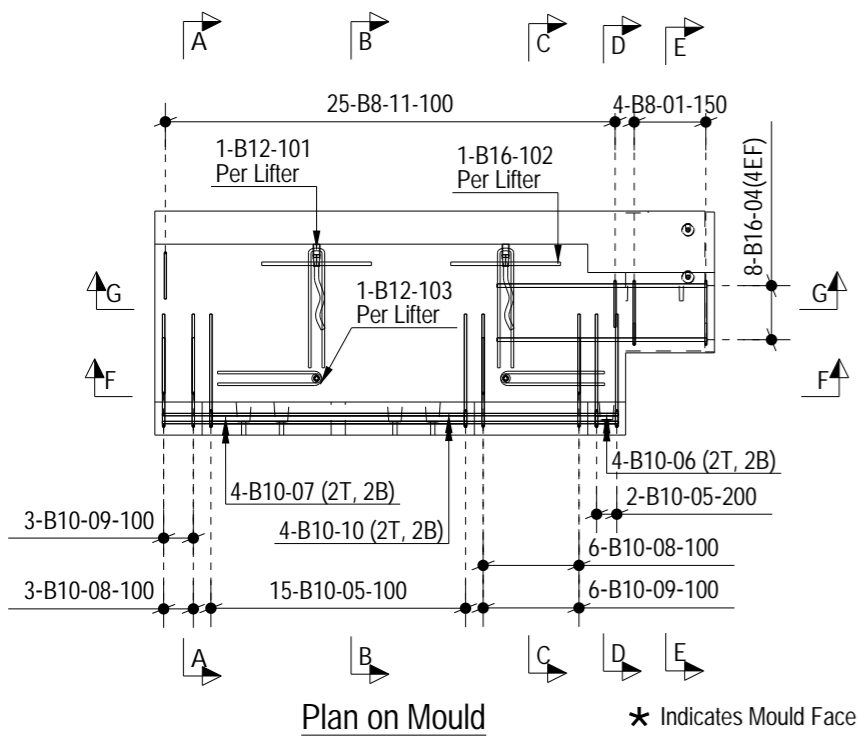 A B C D E
25-B8-11-100
4-B8-01-150
1-B12-101
Per Lifter
1-B16-102
Per Lifter
8-B16-04(4EF)
G G
1-B12-103
Per Lifter
F F
4-B10-06 (2T, 2B)
4-B10-07 (2T, 2B)
2-B10-05-200
3-B10-09-100
4-B10-10 (2T, 2B)
6-B10-08-100
3-B10-08-100
15-B10-05-100
6-B10-09-100
A B C D E
Plan on Mould
★ Indicates Mould Face